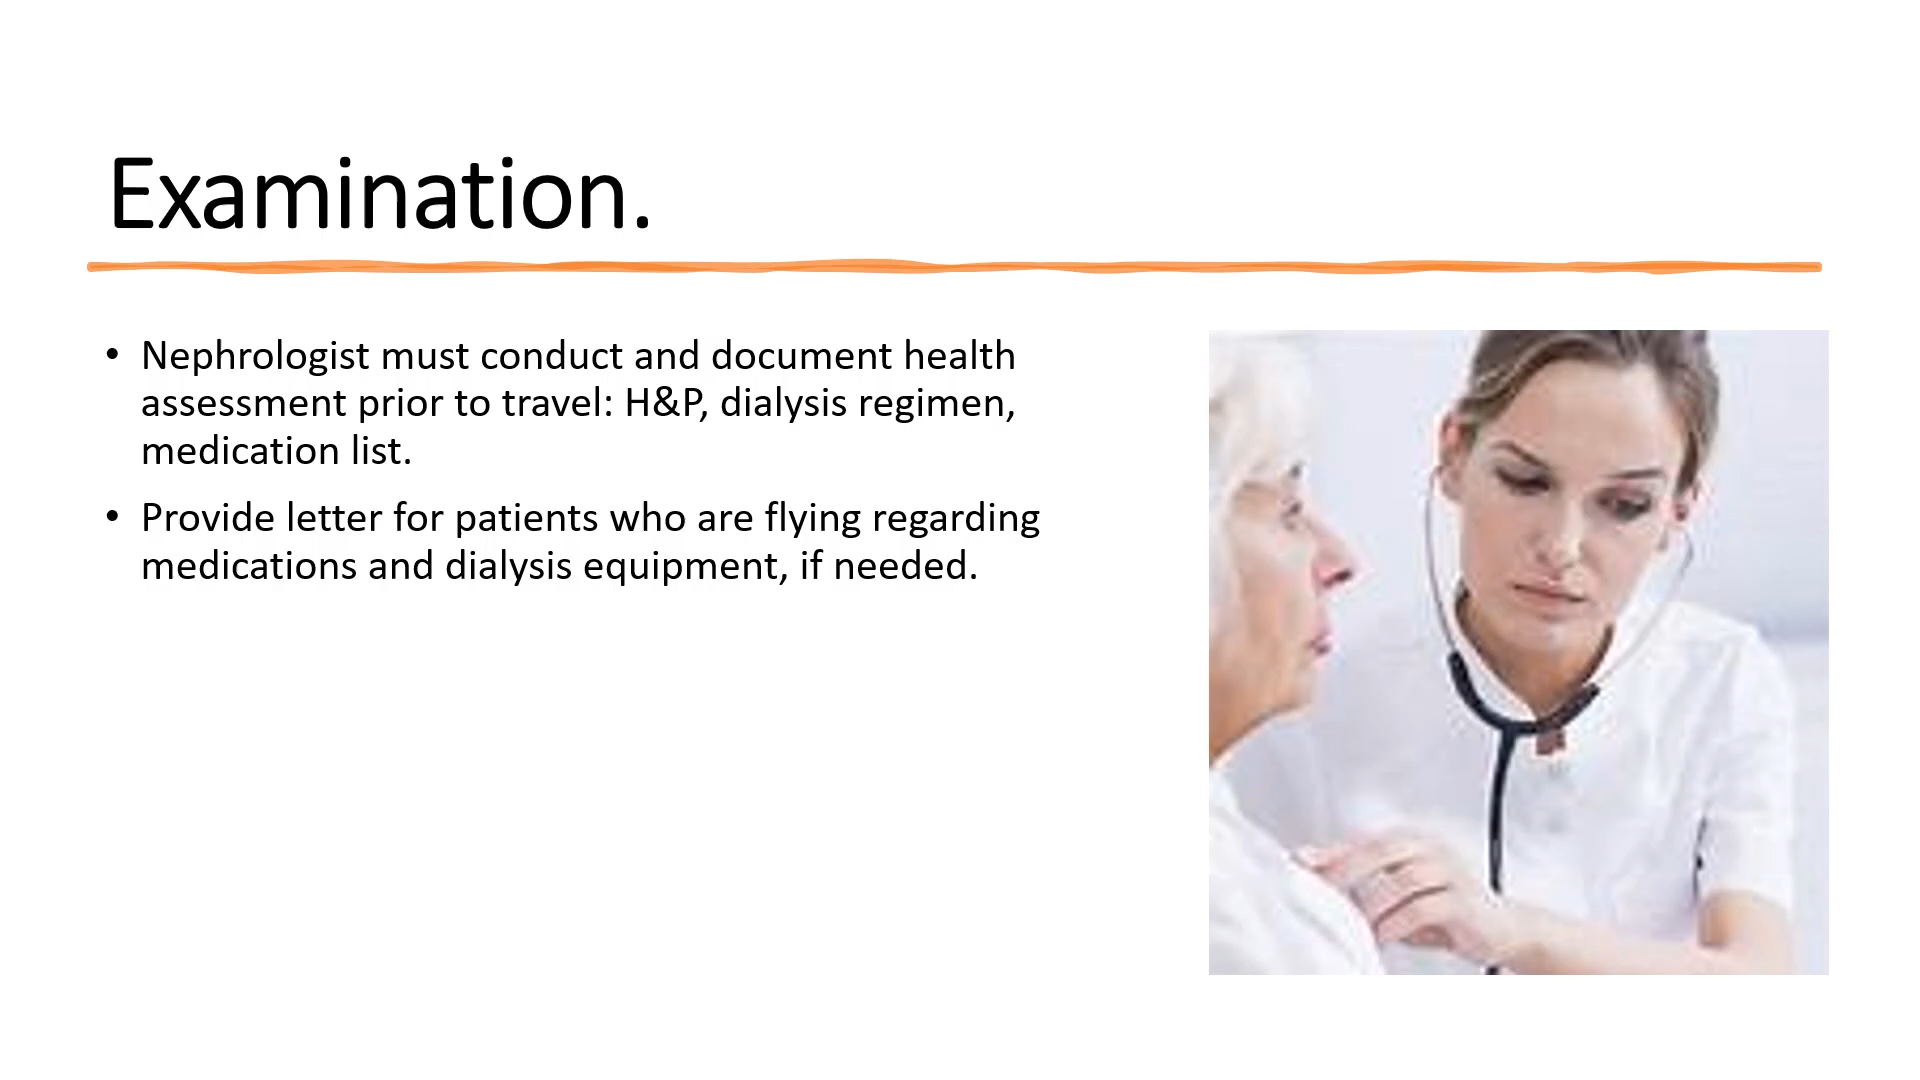 Examination.
• Nephrologist must conduct and document health
assessment prior to travel: H&P, dialysis regimen,
medication list.
• Provide letter for patients who are flying regarding
medications and dialysis equipment, if needed.